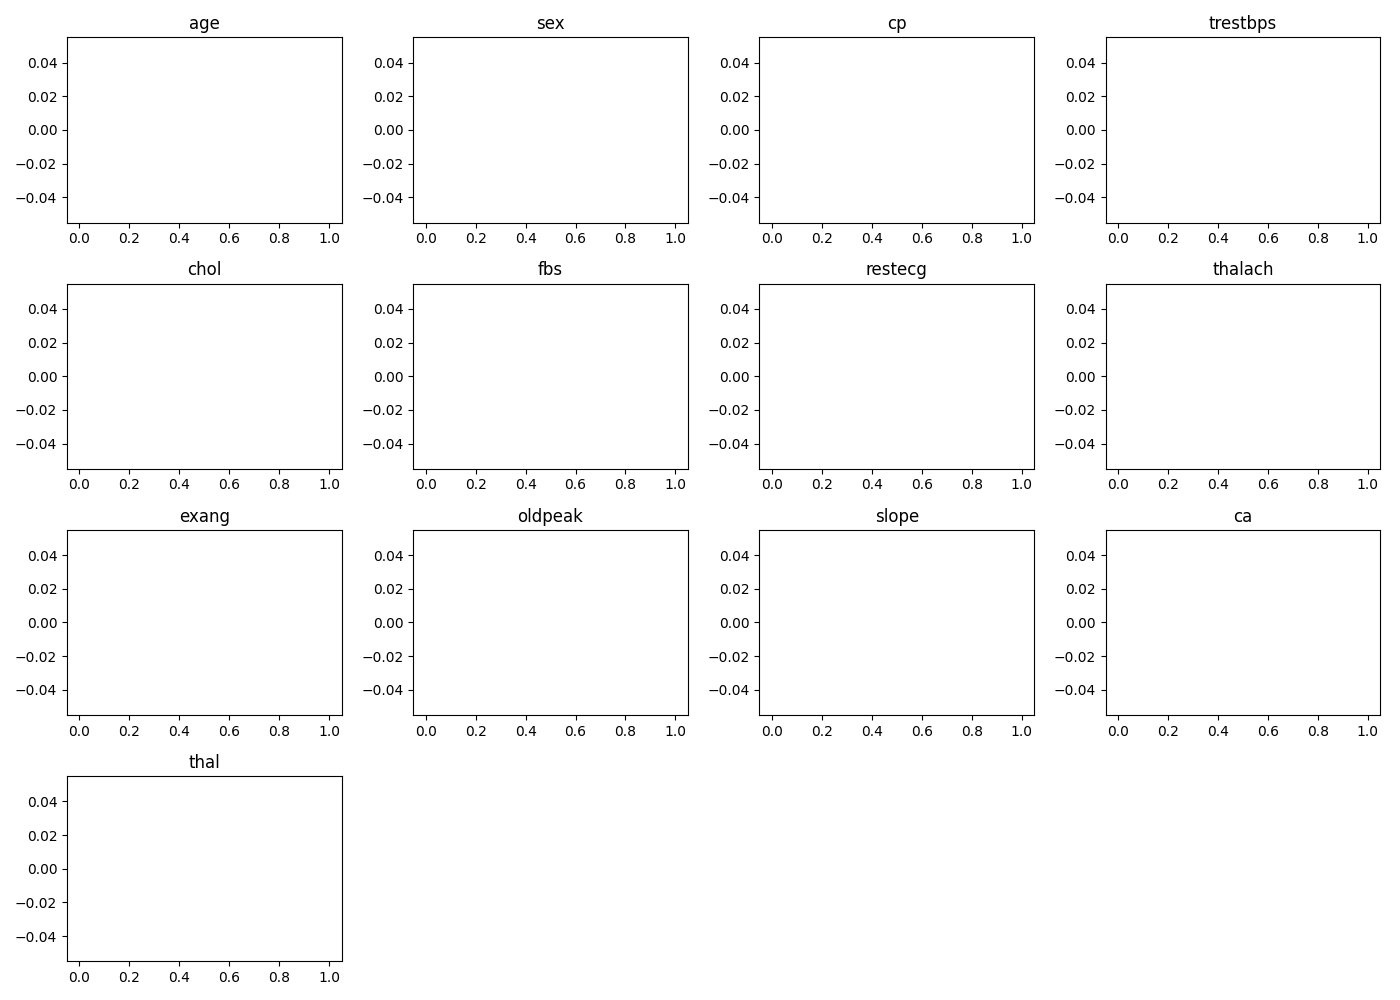 age sex cp trestbps
0.04 0.04 0.04 0.04
0.02 0.02 0.02 0.02
0.00 0.00 0.00 0.00
−0.02 −0.02 −0.02 −0.02
−0.04 −0.04 −0.04 −0.04
0.0 0.2 0.4 0.6 0.8 1.0 0.0 0.2 0.4 0.6 0.8 1.0 0.0 0.2 0.4 0.6 0.8 1.0 0.0 0.2 0.4 0.6 0.8 1.0
chol fbs restecg thalach
0.04 0.04 0.04 0.04
0.02 0.02 0.02 0.02
0.00 0.00 0.00 0.00
−0.02 −0.02 −0.02 −0.02
−0.04 −0.04 −0.04 −0.04
0.0 0.2 0.4 0.6 0.8 1.0 0.0 0.2 0.4 0.6 0.8 1.0 0.0 0.2 0.4 0.6 0.8 1.0 0.0 0.2 0.4 0.6 0.8 1.0
exang oldpeak slope ca
0.04 0.04 0.04 0.04
0.02 0.02 0.02 0.02
0.00 0.00 0.00 0.00
−0.02 −0.02 −0.02 −0.02
−0.04 −0.04 −0.04 −0.04
0.0 0.2 0.4 0.6 0.8 1.0 0.0 0.2 0.4 0.6 0.8 1.0 0.0 0.2 0.4 0.6 0.8 1.0 0.0 0.2 0.4 0.6 0.8 1.0
thal
0.04
0.02
0.00
−0.02
−0.04
0.0 0.2 0.4 0.6 0.8 1.0